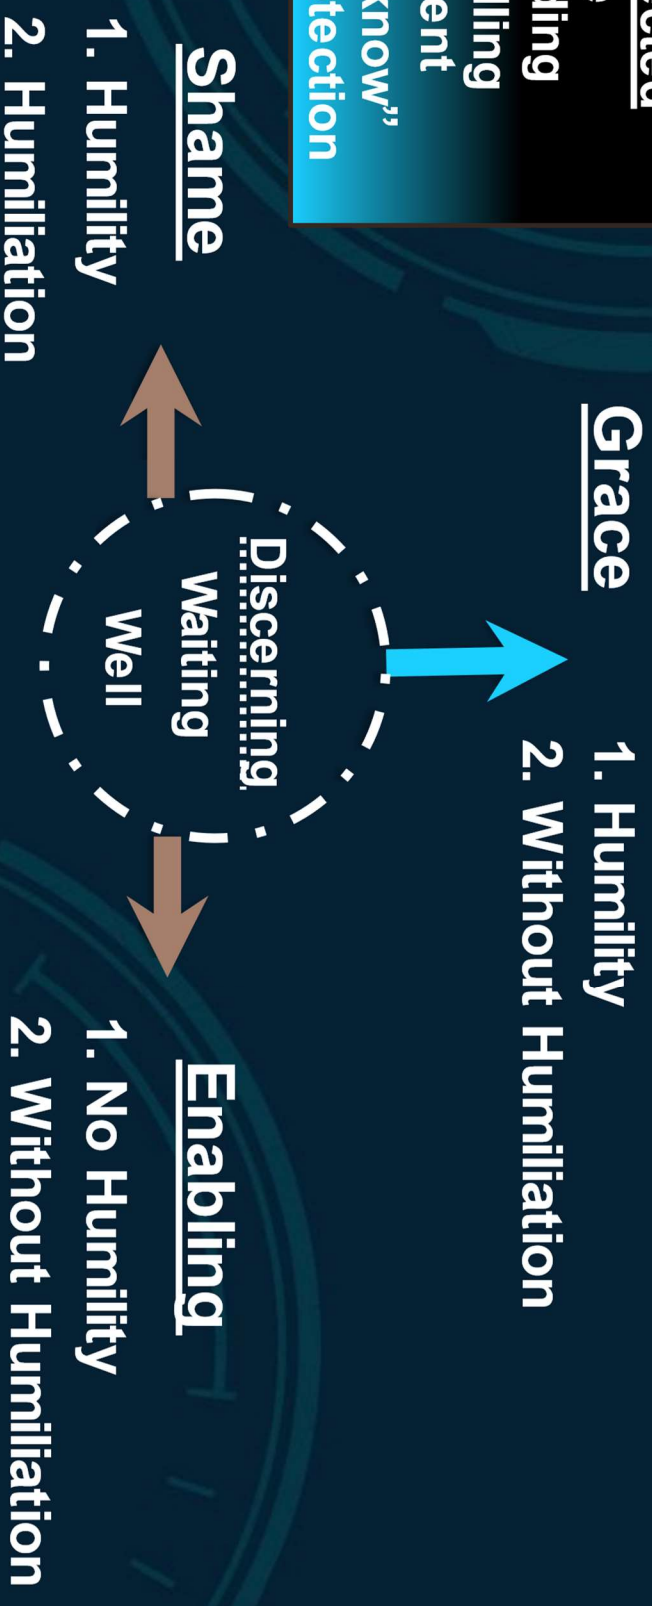 know”
Grace
1. Humility
2. Without Humiliation
Discerning
Waiting
Well
Shame
1. Humility
2. Humiliation
Enabling
1. No Humility
2. Without Humiliation